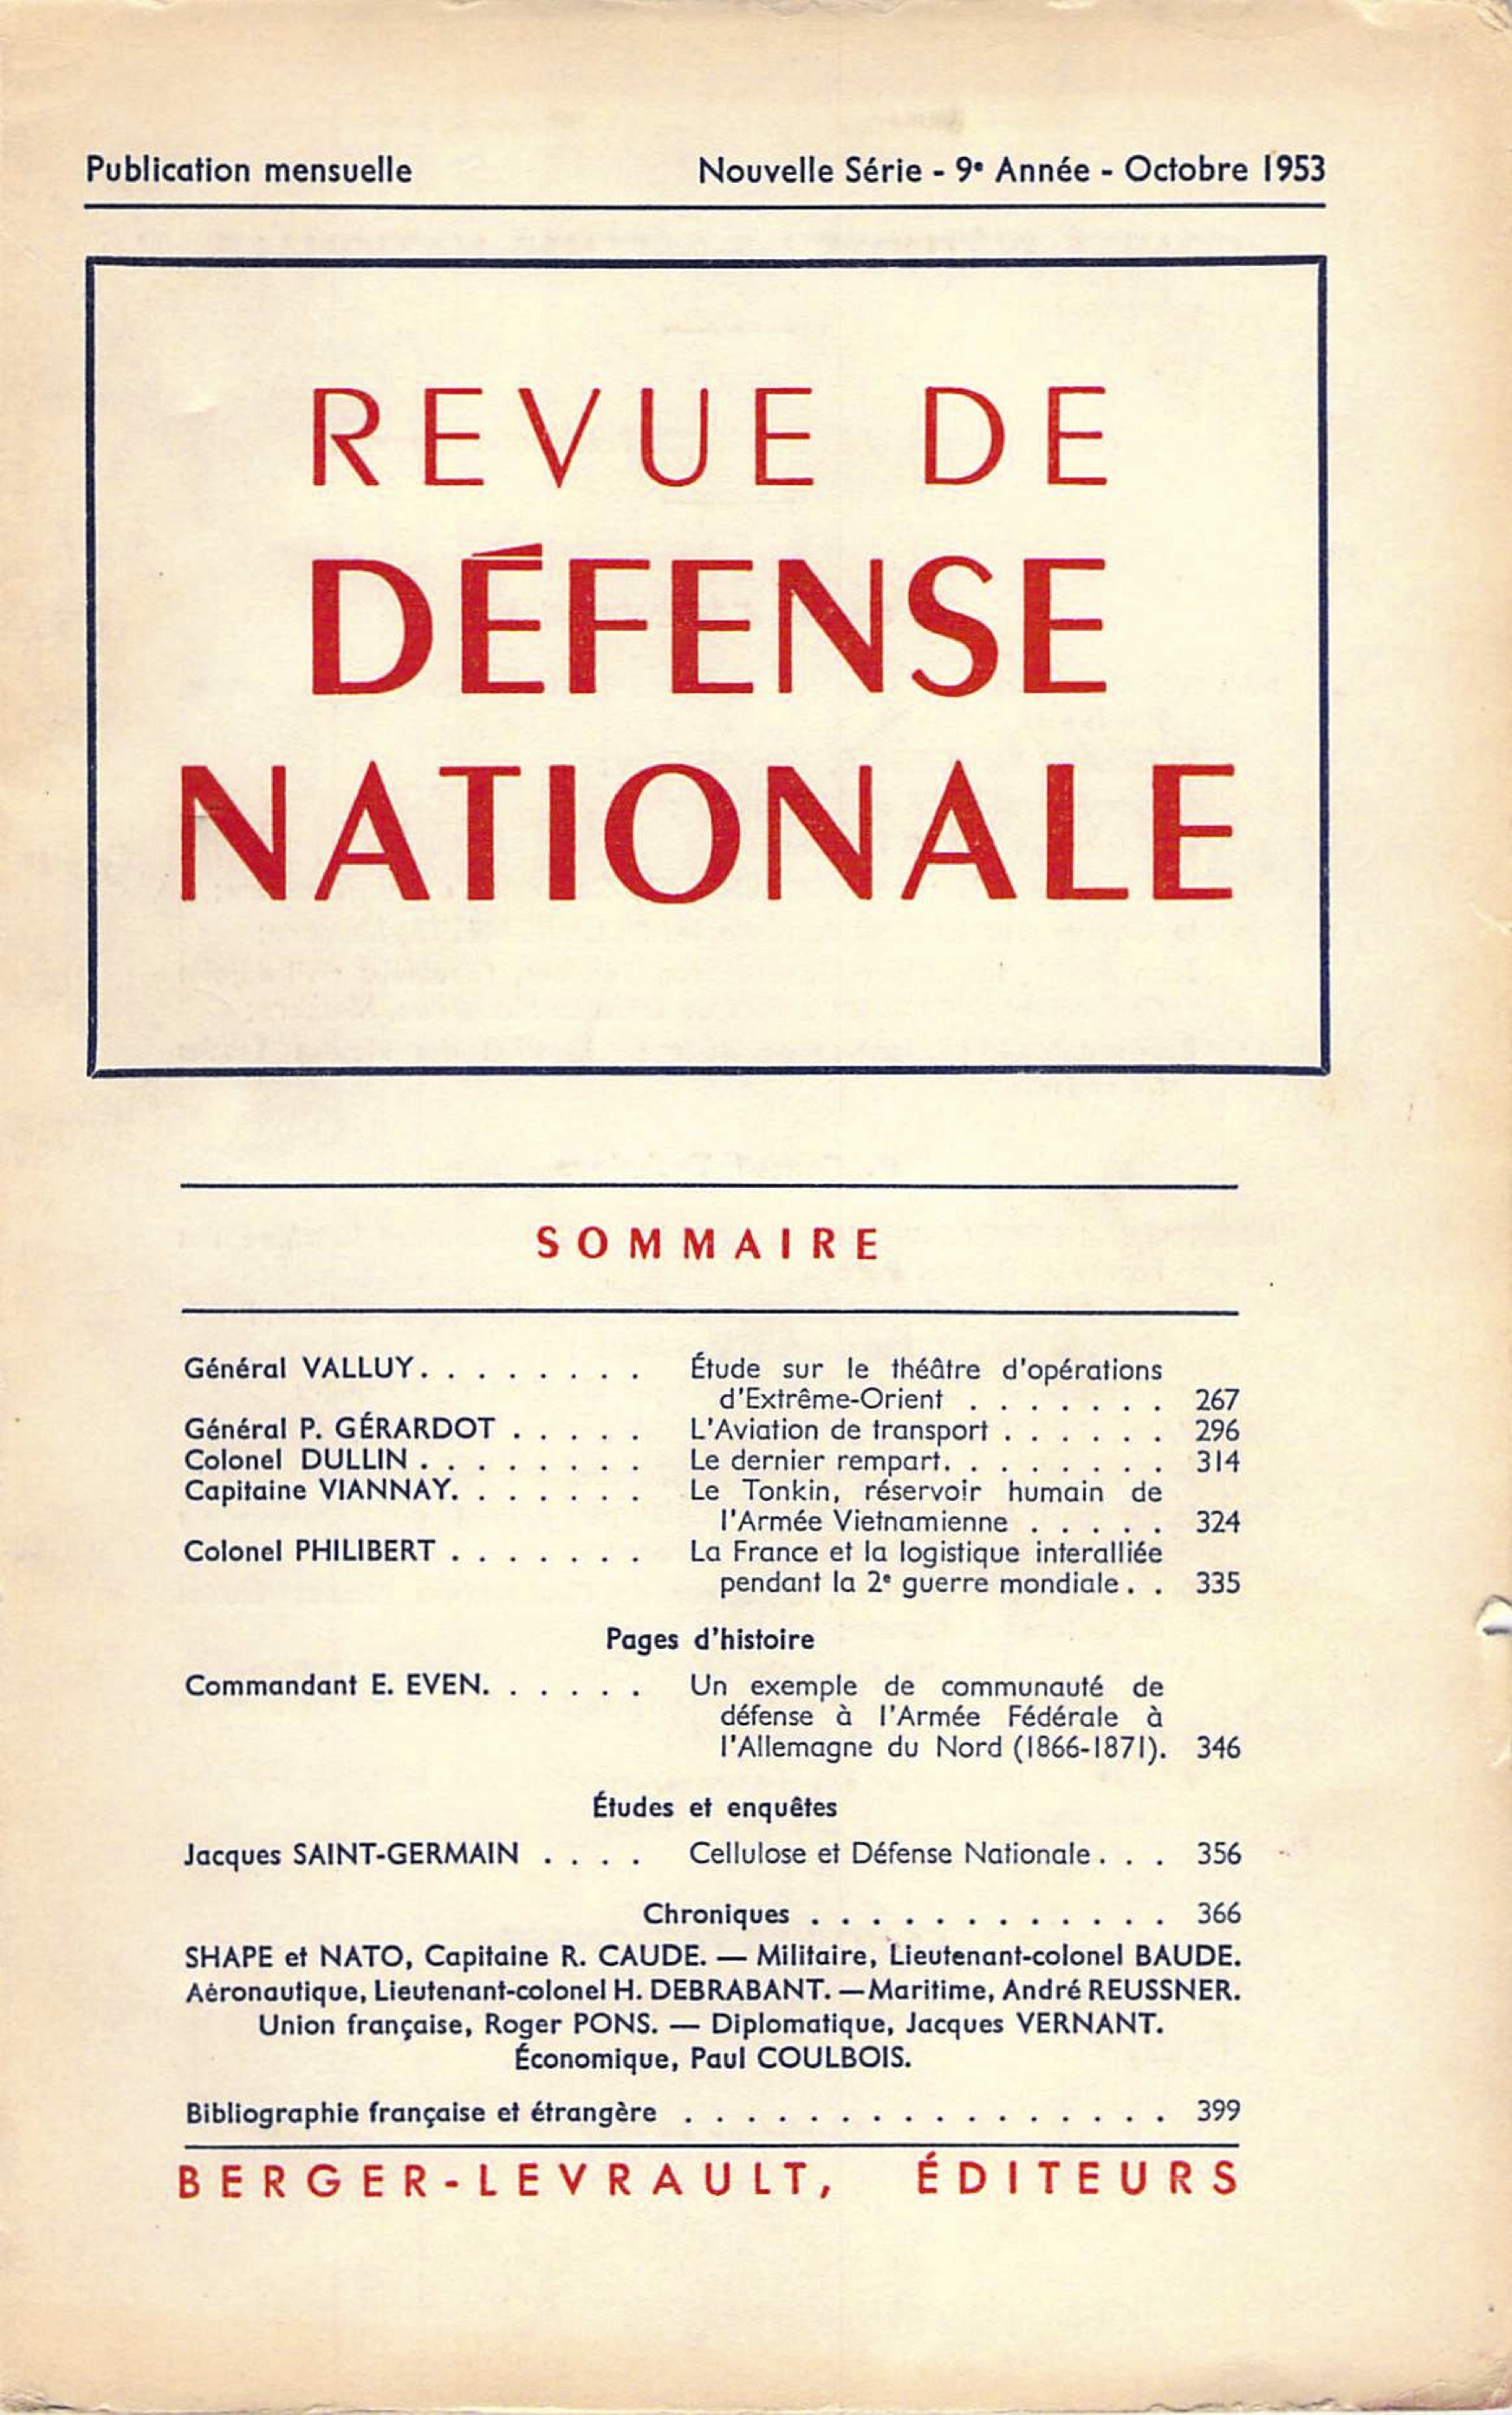 Publication mensuelle Nouvelle Série - 9e Année - Octobre 1953
REVUE DE
DÉFENSE
NATIONALE
SOMMAIRE
Général VALLUY. . . . . . . . Étude sur le théâtre d'opérations
d'Extrême-Orient . . . . . . . 267
Général P. GÉRARDOT . . . . . L'Aviation de transport . . . . . . 296
Colonel DULLIN . . . . . . . . Le dernier rempart. . . . . . . . 314
Capitaine VIANNAY. . . . . . . Le Tonkin, réservoir humain de
l'Armée Vietnamienne . . . . . 324
Colonel PHILIBERT . . . . . . . La France et la logistique interalliée
pendant la 2e guerre mondiale . . 335
Pages d'histoire
Commandant E. EVEN. . . . . . Un exemple de communauté de
défense à l'Armée Fédérale à
l'Allemagne du Nord (1866-1871). 346
Études et enquêtes
Jacques SAINT-GERMAIN . . . . Cellulose et Défense Nationale . . . 356
Chroniques . . . . . . . . . . . . 366
SHAPE et NATO, Capitaine R. CAUDE. — Militaire, Lieutenant-colonel BAUDE.
Aéronautique, Lieutenant-colonel H. DEBRABANT. — Maritime, André REUSSNER.
Union française, Roger PONS. — Diplomatique, Jacques VERNANT.
Économique, Paul COULBOIS.
Bibliographie française et étrangère . . . . . . . . . . . . . . . . 399
BERGER-LEVRAULT, ÉDITEURS